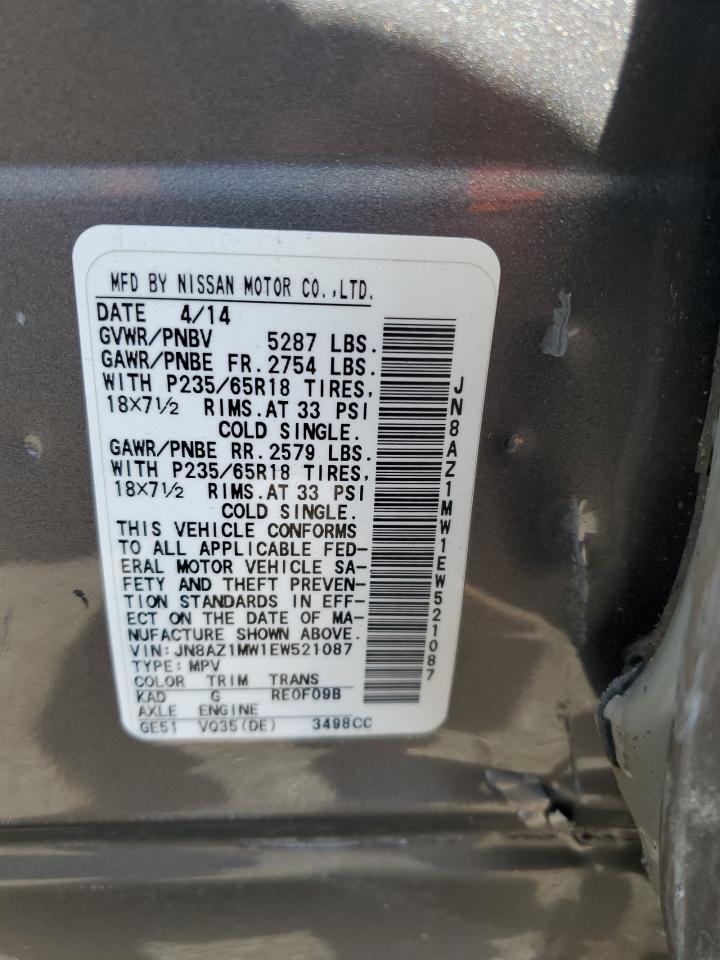 MFD BY NISSAN MOTOR CO.,LTD.
DATE 4/14
GVWR/PNBV 5287 LBS.
GAWR/PNBE FR.2754 LBS.
WITH P235/65R18 TIRES,
18×7½ RIMS.AT 33 PSI
COLD SINGLE.
GAWR/PNBE RR.2579 LBS.
WITH P235/65R18 TIRES,
18×7½ RIMS.AT 33 PSI
COLD SINGLE.
THIS VEHICLE CONFORMS
TO ALL APPLICABLE FED-
ERAL MOTOR VEHICLE SA-
FETY AND THEFT PREVEN-
TION STANDARDS IN EFF-
ECT ON THE DATE OF MA-
NUFACTURE SHOWN ABOVE.
VIN:JN8AZ1MW1EW521087
TYPE:MPV
COLOR TRIM TRANS
KAD G RE0F09B
AXLE ENGINE
GE51 VQ35(DE) 3498CC
JN8AZ1MW1EW521087